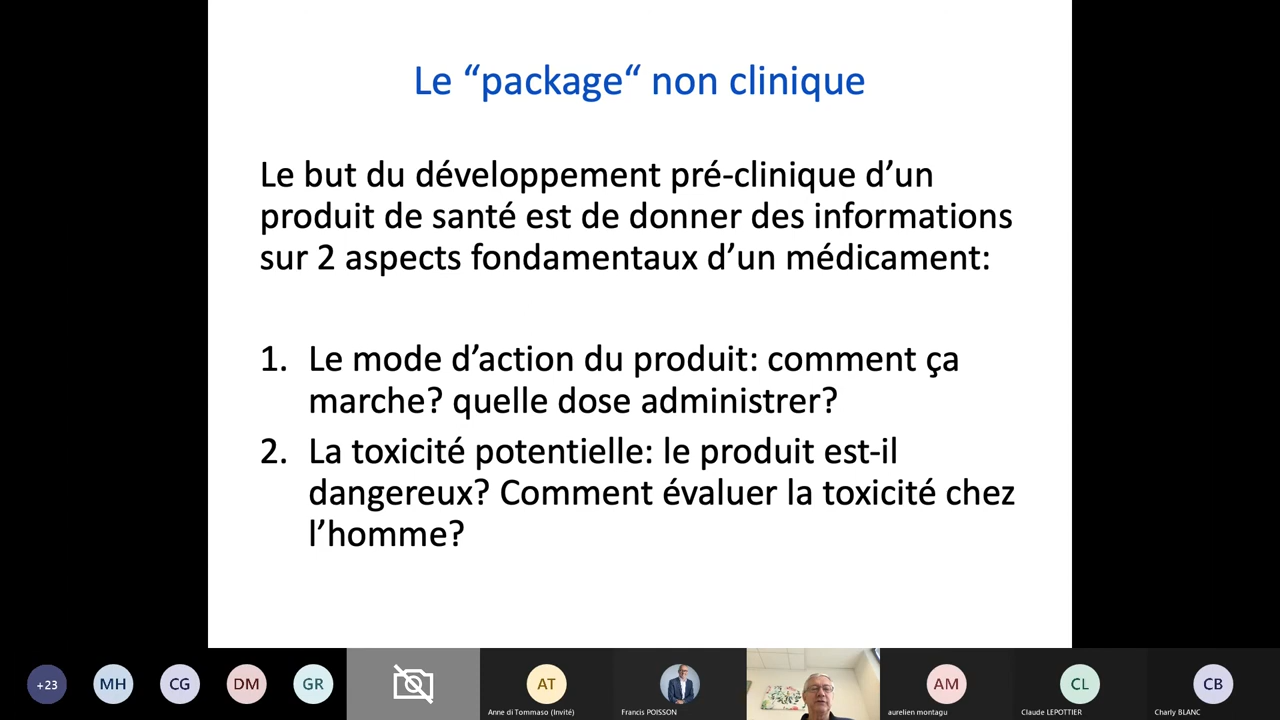 Le “package“ non clinique
Le but du développement pré-clinique d’un
produit de santé est de donner des informations
sur 2 aspects fondamentaux d’un médicament:
1. Le mode d’action du produit: comment ça
marche? quelle dose administrer?
2. La toxicité potentielle: le produit est-il
dangereux? Comment évaluer la toxicité chez
l’homme?
+23 MH CG DM GR AT AM CL CB
Anne di Tommaso (Invité) Francis POISSON aurelien montagu Claude LEPOTTIER Charly BLANC